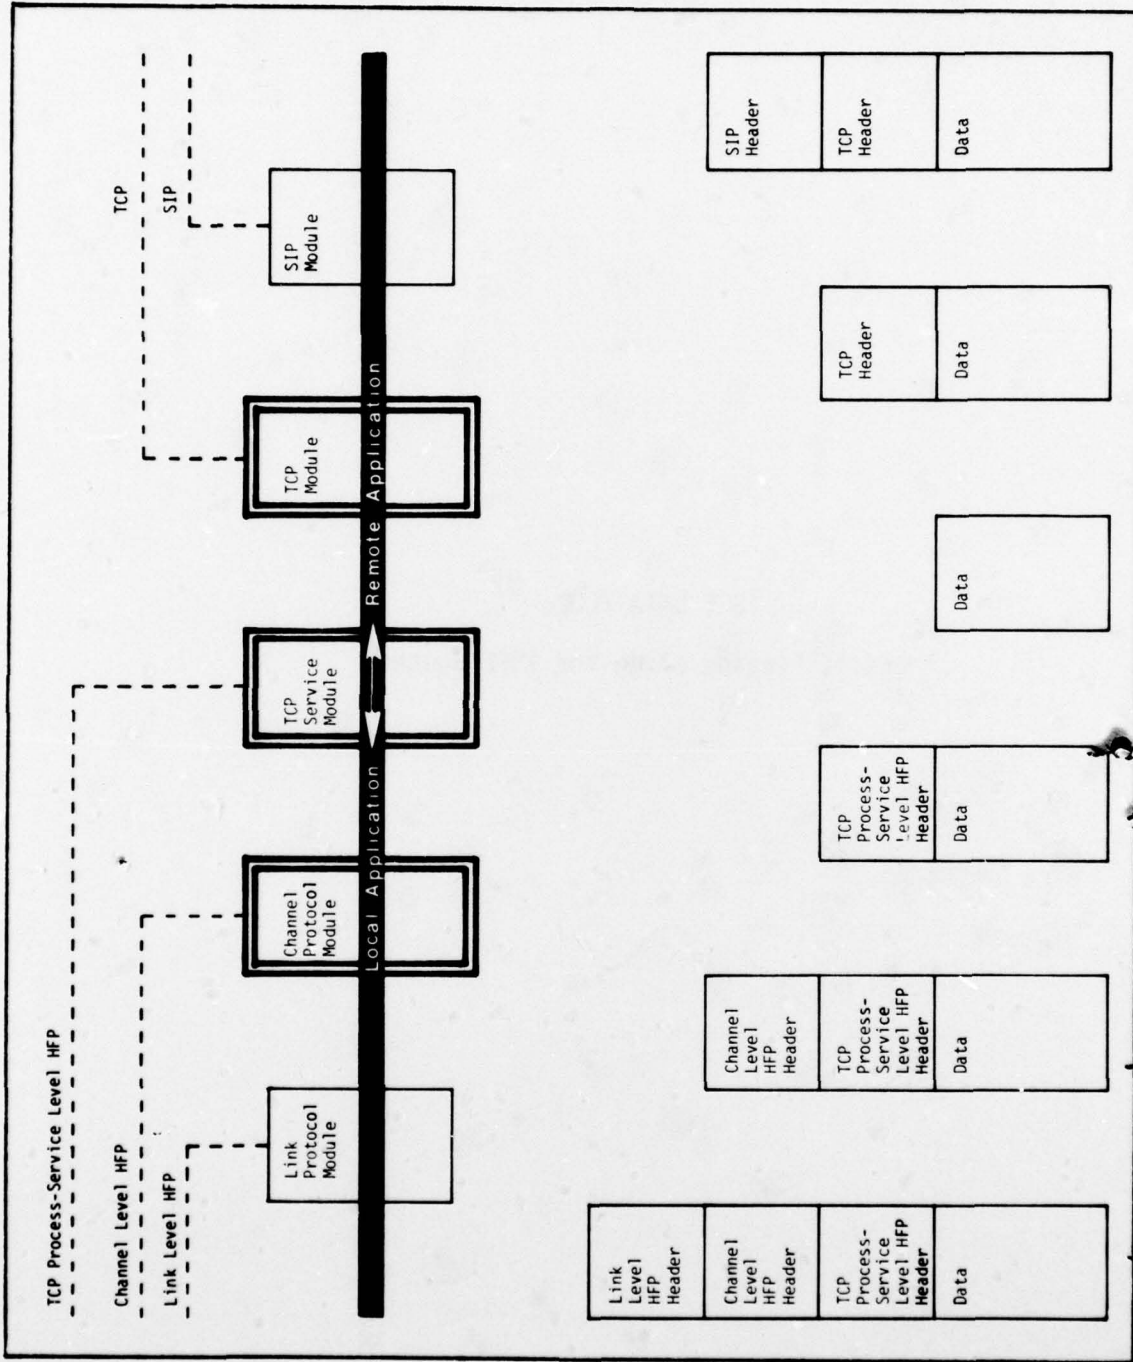 TCP Process-Service Level HFP
Channel Level HFP
Link Level HFP
TCP
SIP
Link
Protocol
Module
Channel
Protocol
Module
TCP
Service
Module
TCP
Module
SIP
Module
Local Application
Remote Application
Link
Level
HFP
Header
Channel
Level
HFP
Header
TCP
Process-
Service
Level HFP
Header
Data
Channel
Level
HFP
Header
TCP
Process-
Service
Level HFP
Header
Data
TCP
Process-
Service
Level HFP
Header
Data
Data
TCP
Header
Data
SIP
Header
TCP
Header
Data